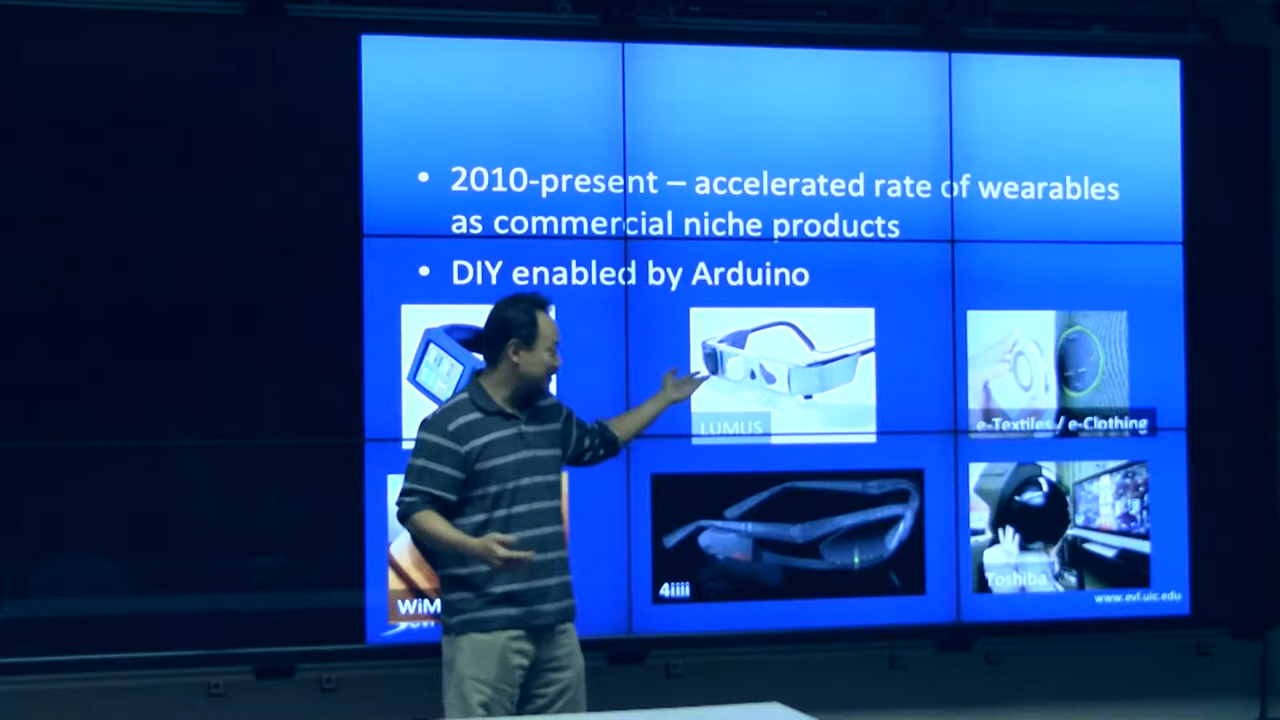 • 2010-present – accelerated rate of wearables
as commercial niche products
• DIY enabled by Arduino
LUMUS
e-Textiles / e-Clothing
WiM
4iiii
Toshiba
www.evl.uic.edu